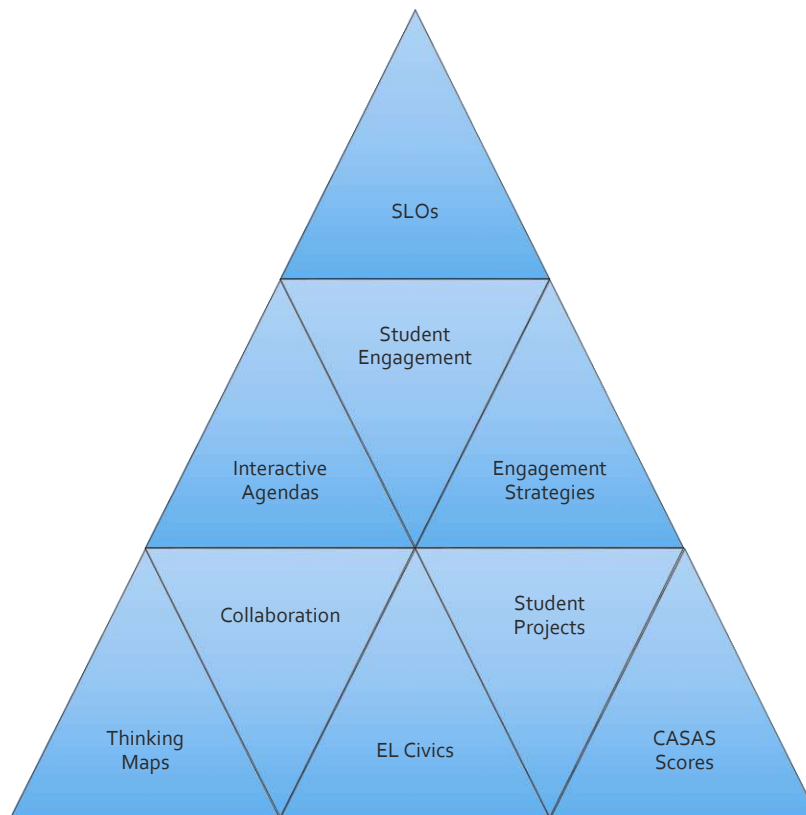 SLOs
Student
Engagement
Interactive
Agendas
Engagement
Strategies
Collaboration
Student
Projects
Thinking
Maps
EL Civics
CASAS
Scores